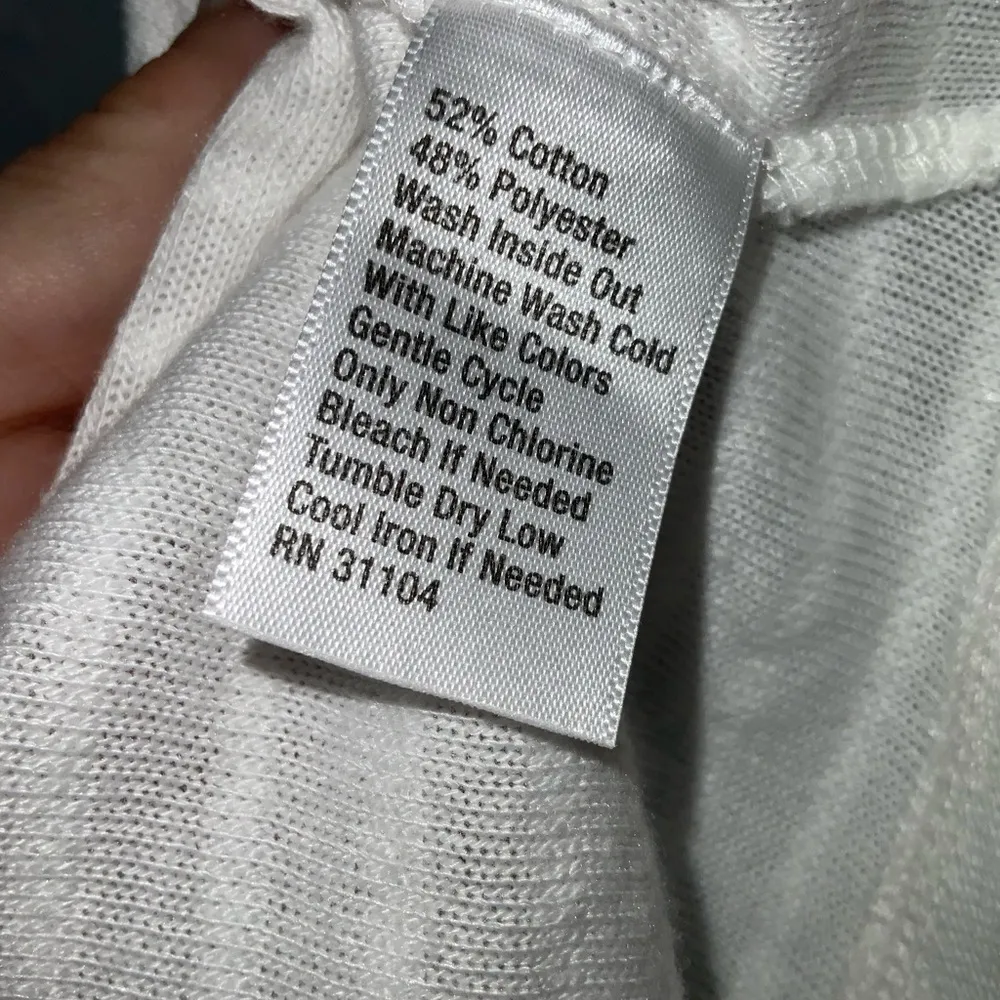 52% Cotton
48% Polyester
Wash Inside Out
Machine Wash Cold
With Like Colors
Gentle Cycle
Only Non Chlorine
Bleach If Needed
Tumble Dry Low
Cool Iron If Needed
RN 31104